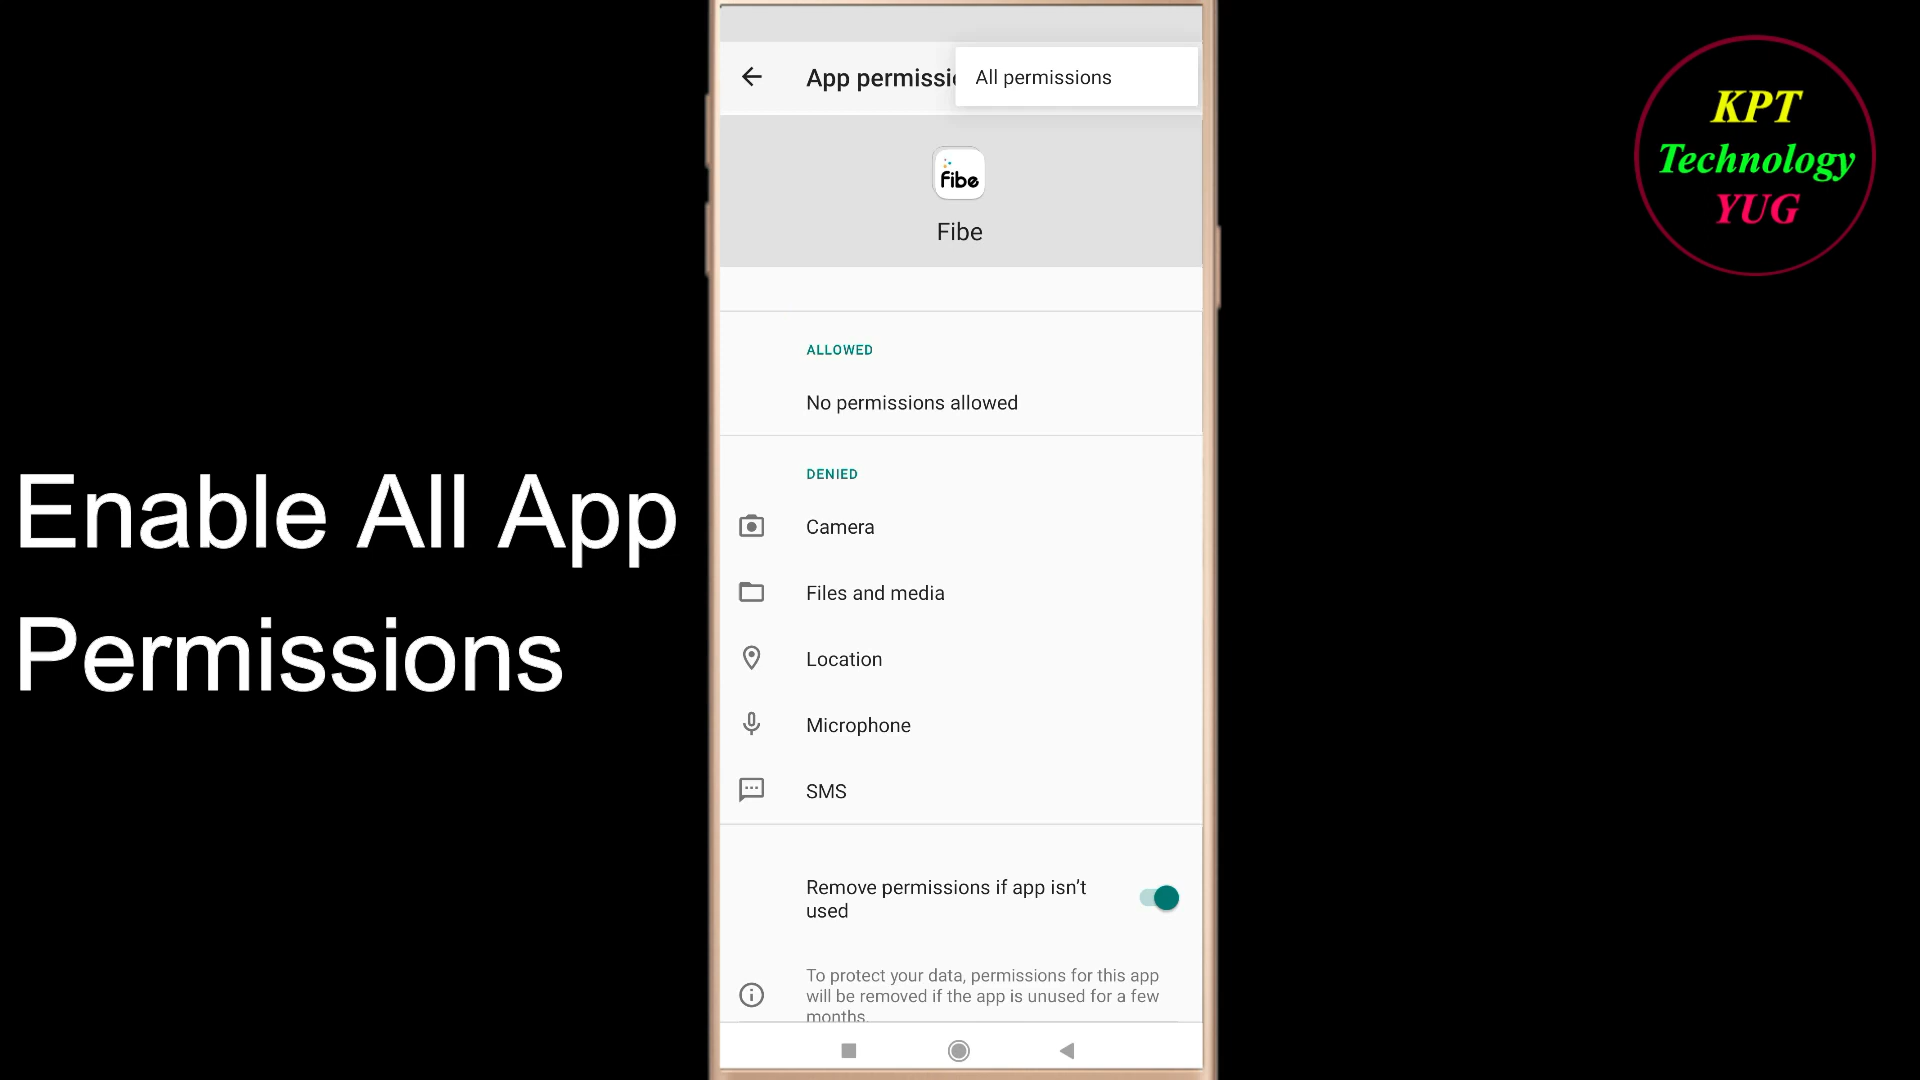 App permissi
All permissions
fibe
Fibe
ALLOWED
No permissions allowed
DENIED
Camera
Files and media
Location
Microphone
SMS
Remove permissions if app isn't
used
To protect your data, permissions for this app
will be removed if the app is unused for a few
months.
Enable All App
Permissions
KPT
Technology
YUG